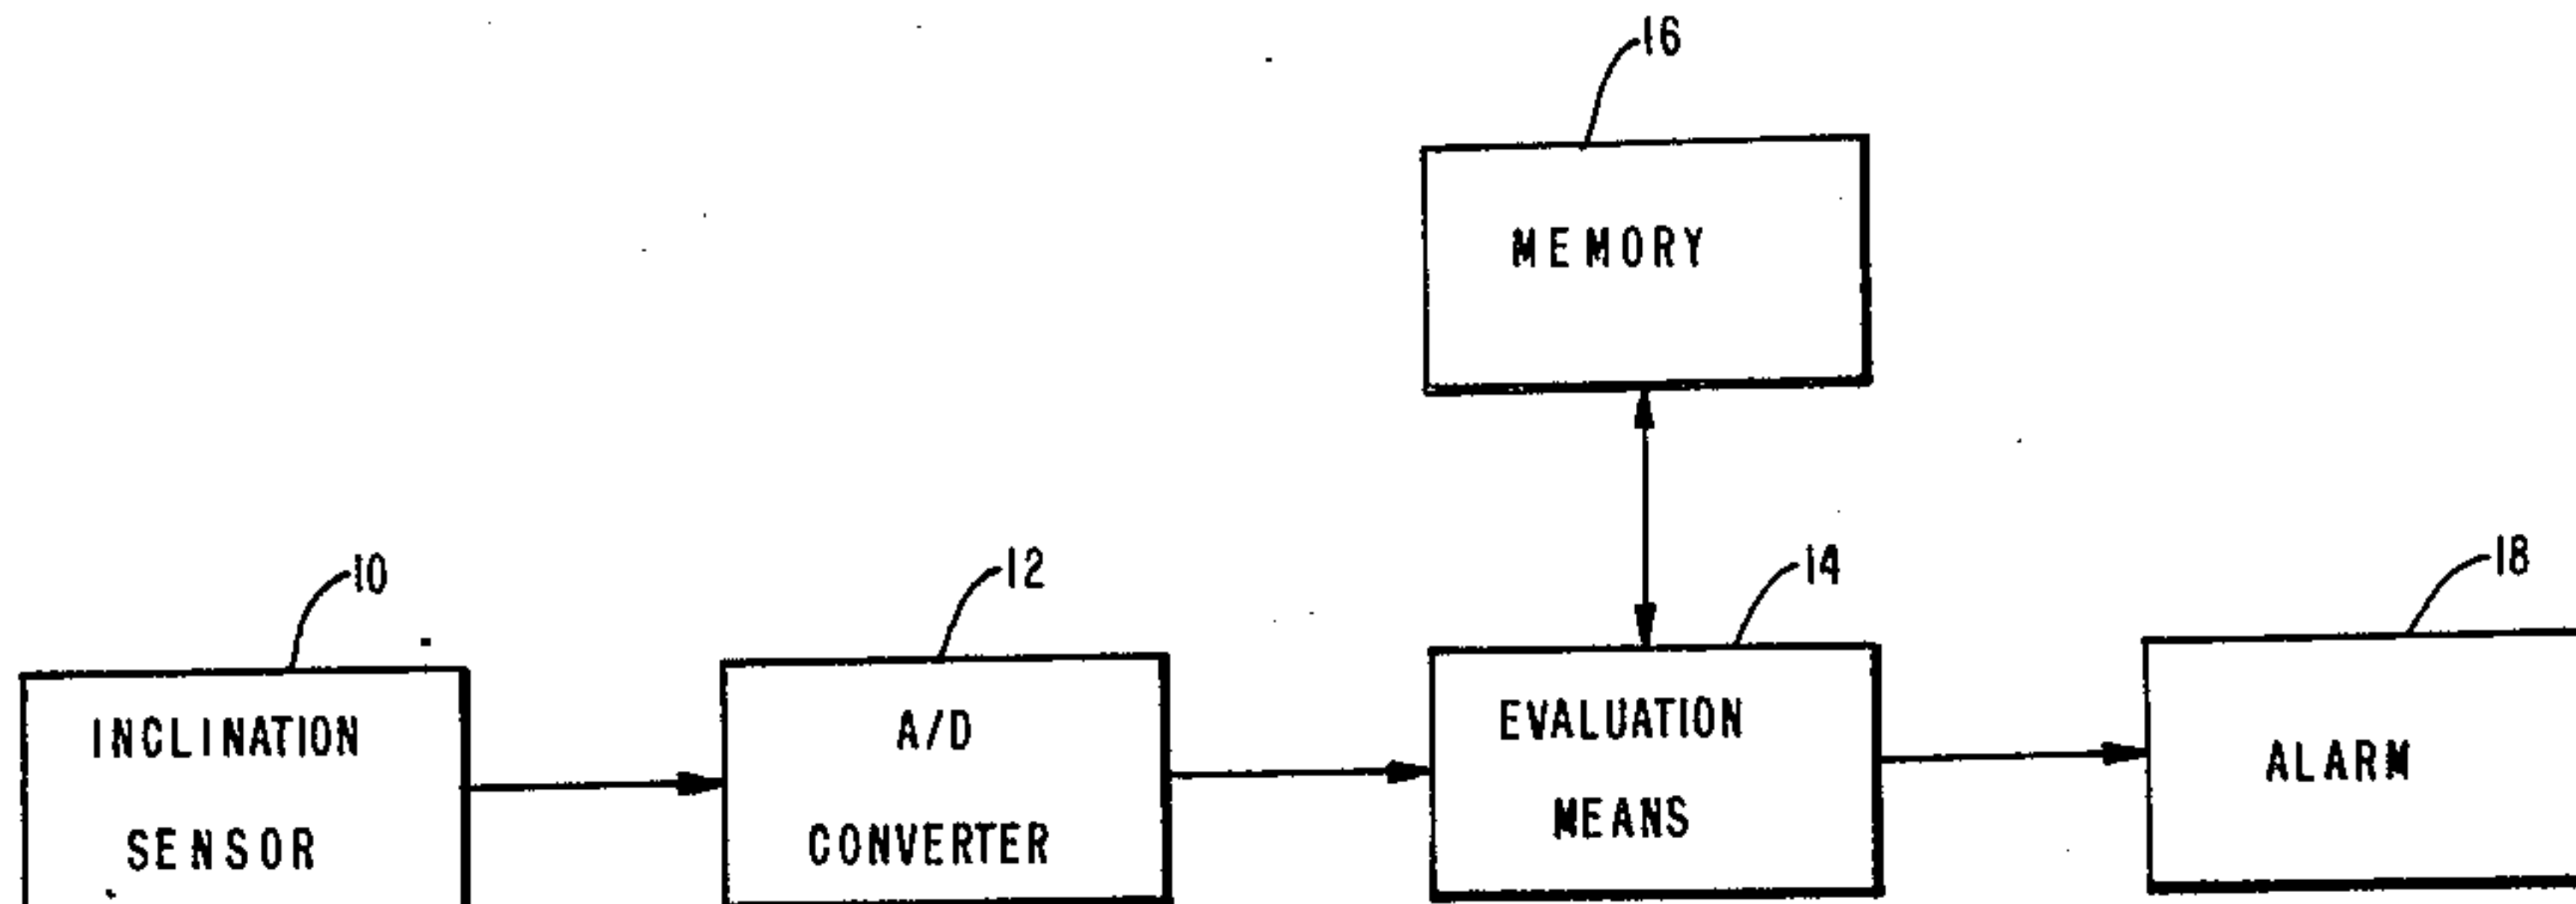 16
MEMORY
10
12
14
18
INCLINATION
SENSOR
A/D
CONVERTER
EVALUATION
MEANS
ALARM